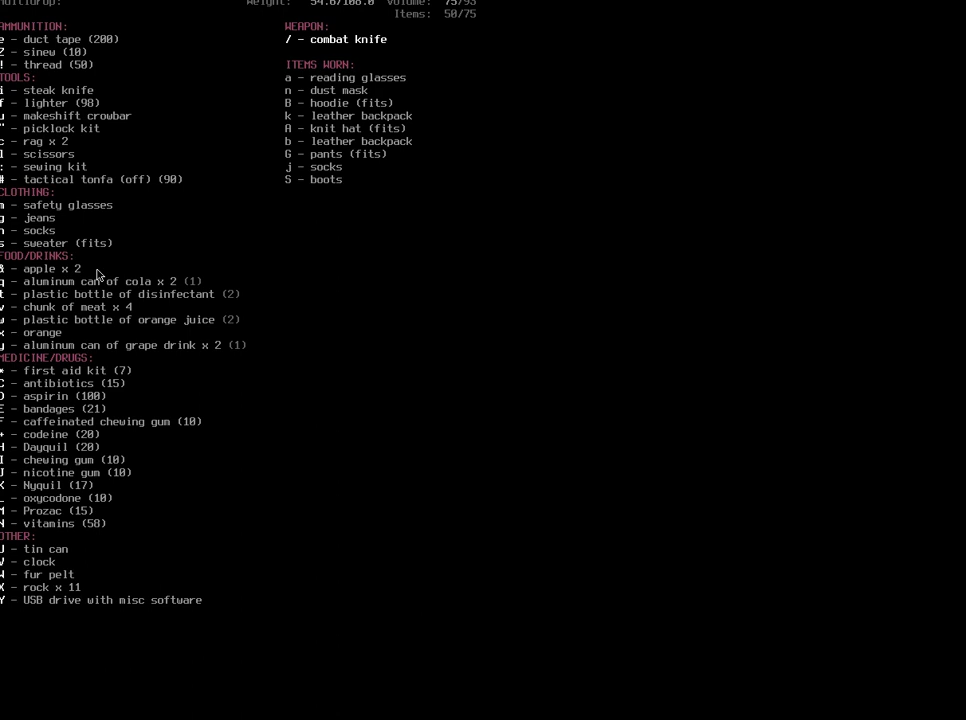 Multidrop: Weight: 54.6/108.0 Volume: 75/93
Items: 50/75
AMMUNITION:
e - duct tape (200)
Z - sinew (10)
! - thread (50)
TOOLS:
i - steak knife
f - lighter (98)
u - makeshift crowbar
" - picklock kit
c - rag x 2
l - scissors
: - sewing kit
# - tactical tonfa (off) (90)
CLOTHING:
m - safety glasses
g - jeans
h - socks
s - sweater (fits)
FOOD/DRINKS:
& - apple x 2
q - aluminum can of cola x 2 (1)
t - plastic bottle of disinfectant (2)
v - chunk of meat x 4
w - plastic bottle of orange juice (2)
x - orange
y - aluminum can of grape drink x 2 (1)
MEDICINE/DRUGS:
* - first aid kit (7)
C - antibiotics (15)
D - aspirin (100)
E - bandages (21)
F - caffeinated chewing gum (10)
+ - codeine (20)
H - Dayquil (20)
I - chewing gum (10)
J - nicotine gum (10)
K - Nyquil (17)
L - oxycodone (10)
M - Prozac (15)
N - vitamins (58)
OTHER:
U - tin can
V - clock
W - fur pelt
X - rock x 11
Y - USB drive with misc software
WEAPON:
/ - combat knife
ITEMS WORN:
a - reading glasses
n - dust mask
B - hoodie (fits)
k - leather backpack
A - knit hat (fits)
b - leather backpack
G - pants (fits)
j - socks
S - boots